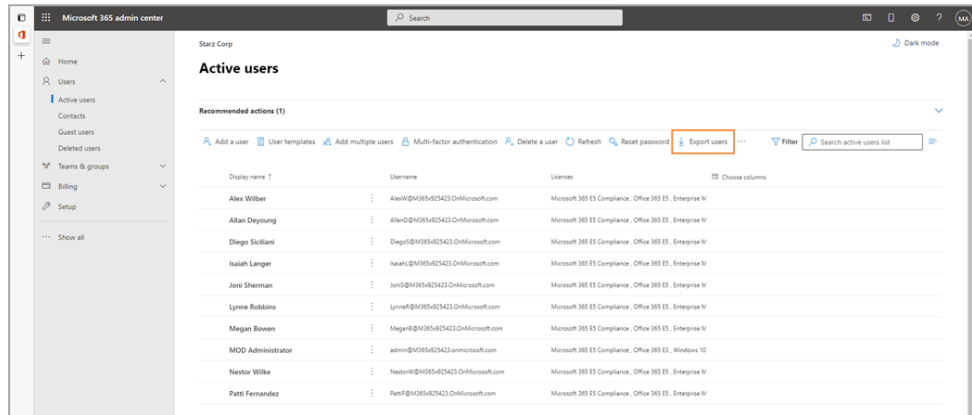 Microsoft 365 admin center
Search
MA
Home
Users
Active users
Contacts
Guest users
Deleted users
Teams & groups
Billing
Setup
Show all
Starz Corp
Dark mode
Active users
Recommended actions (1)
Add a user User templates Add multiple users Multi-factor authentication Delete a user Refresh Reset password Export users Filter Search active users list
Display name ↑ Username Licenses Choose columns
Alex Wilber AlexW@M365x925423.OnMicrosoft.com Microsoft 365 E5 Compliance , Office 365 E5 , Enterprise M
Allan Deyoung AllanD@M365x925423.OnMicrosoft.com Microsoft 365 E5 Compliance , Office 365 E5 , Enterprise M
Diego Siciliani DiegoS@M365x925423.OnMicrosoft.com Microsoft 365 E5 Compliance , Office 365 E5 , Enterprise M
Isaiah Langer IsaiahL@M365x925423.OnMicrosoft.com Microsoft 365 E5 Compliance , Office 365 E5 , Enterprise M
Joni Sherman JoniS@M365x925423.OnMicrosoft.com Microsoft 365 E5 Compliance , Office 365 E5 , Enterprise M
Lynne Robbins LynneR@M365x925423.OnMicrosoft.com Microsoft 365 E5 Compliance , Office 365 E5 , Enterprise M
Megan Bowen MeganB@M365x925423.OnMicrosoft.com Microsoft 365 E5 Compliance , Office 365 E5 , Enterprise M
MOD Administrator admin@M365x925423.onmicrosoft.com Microsoft 365 E5 Compliance , Office 365 E3 , Windows 10
Nestor Wilke NestorW@M365x925423.OnMicrosoft.com Microsoft 365 E5 Compliance , Office 365 E5 , Enterprise M
Patti Fernandez PattiF@M365x925423.OnMicrosoft.com Microsoft 365 E5 Compliance , Office 365 E5 , Enterprise M